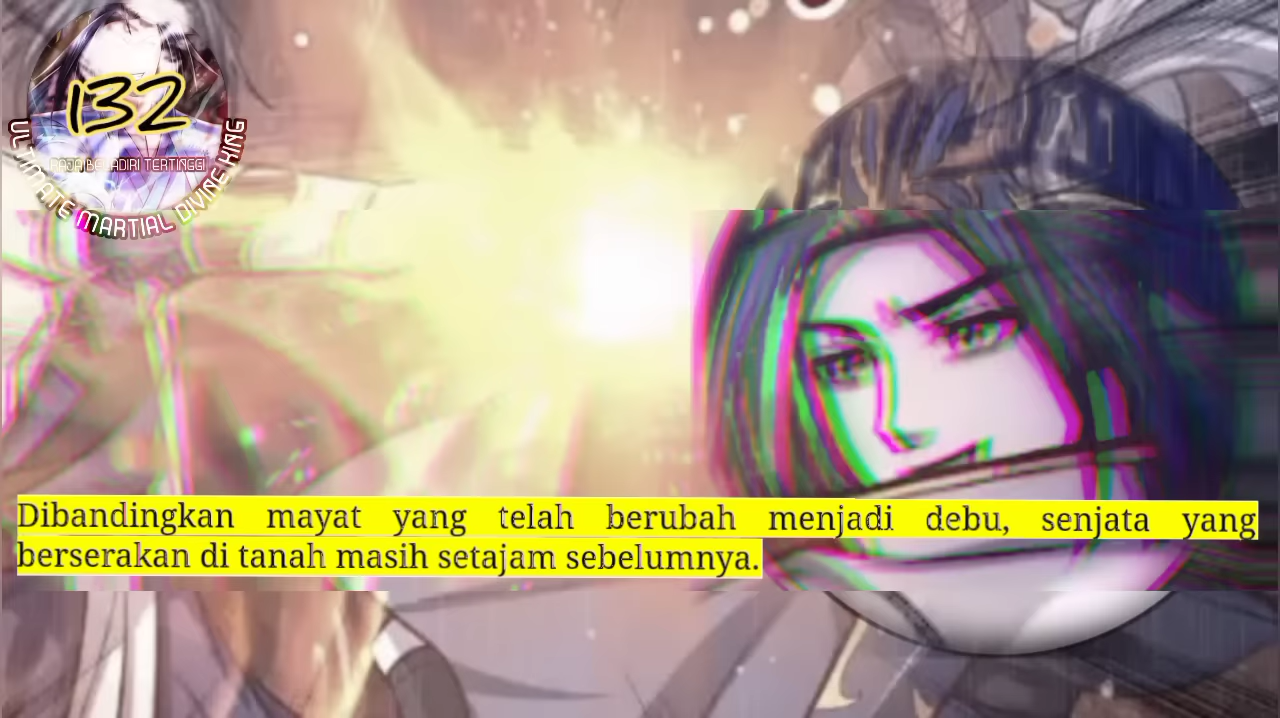 132
RAJA BELADIRI TERTINGGI
ULTIMATE MARTIAL DIVINE KING
Dibandingkan mayat yang telah berubah menjadi debu, senjata yang
berserakan di tanah masih setajam sebelumnya.